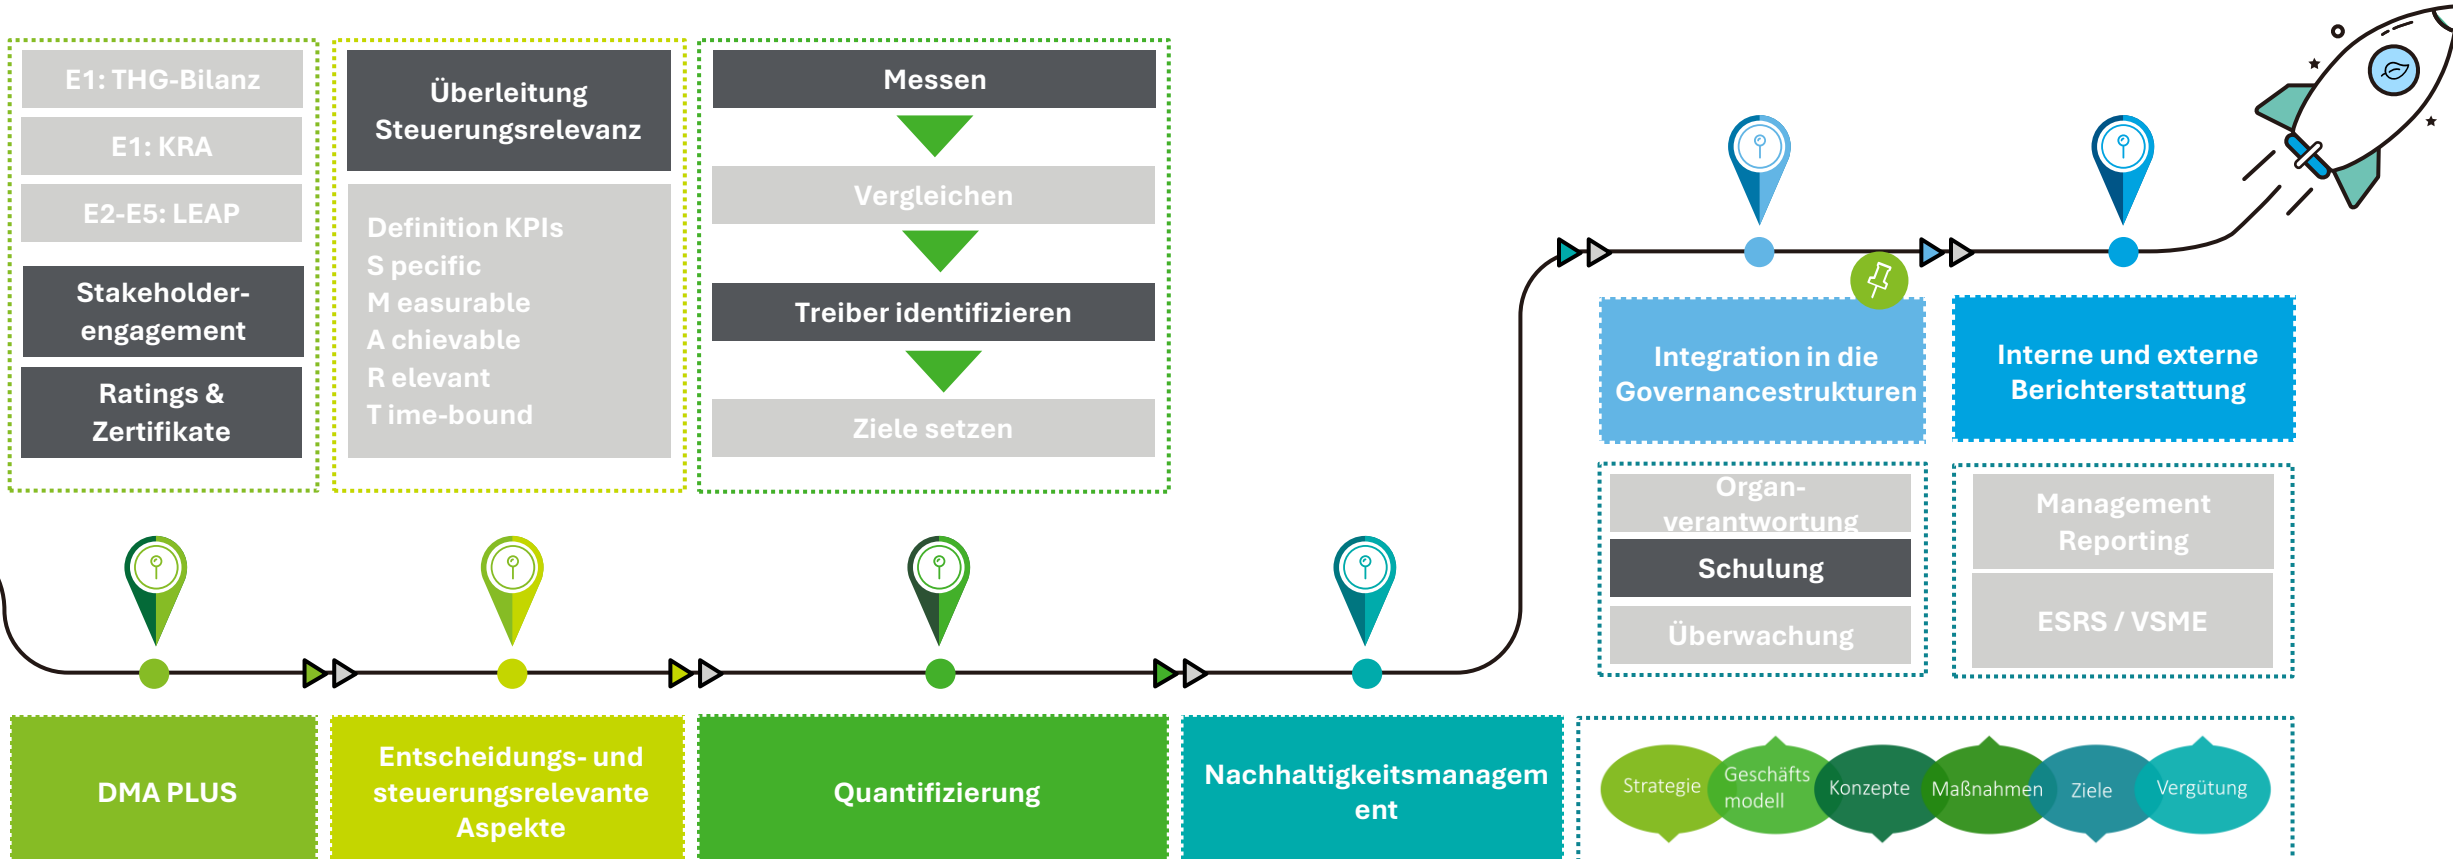 E1: THG-Bilanz
E1: KRA
E2-E5: LEAP
Stakeholder-
engagement
Ratings &
Zertifikate
Überleitung
Steuerungsrelevanz
Definition KPIs
S pecific
M easurable
A chievable
R elevant
T ime-bound
Messen
Vergleichen
Treiber identifizieren
Ziele setzen
Integration in die
Governancestrukturen
Interne und externe
Berichterstattung
Organ-
verantwortung
Schulung
Überwachung
Management
Reporting
ESRS / VSME
DMA PLUS
Entscheidungs- und
steuerungsrelevante
Aspekte
Quantifizierung
Nachhaltigkeitsmanagem
ent
Strategie
Geschäfts
modell
Konzepte
Maßnahmen
Ziele
Vergütung